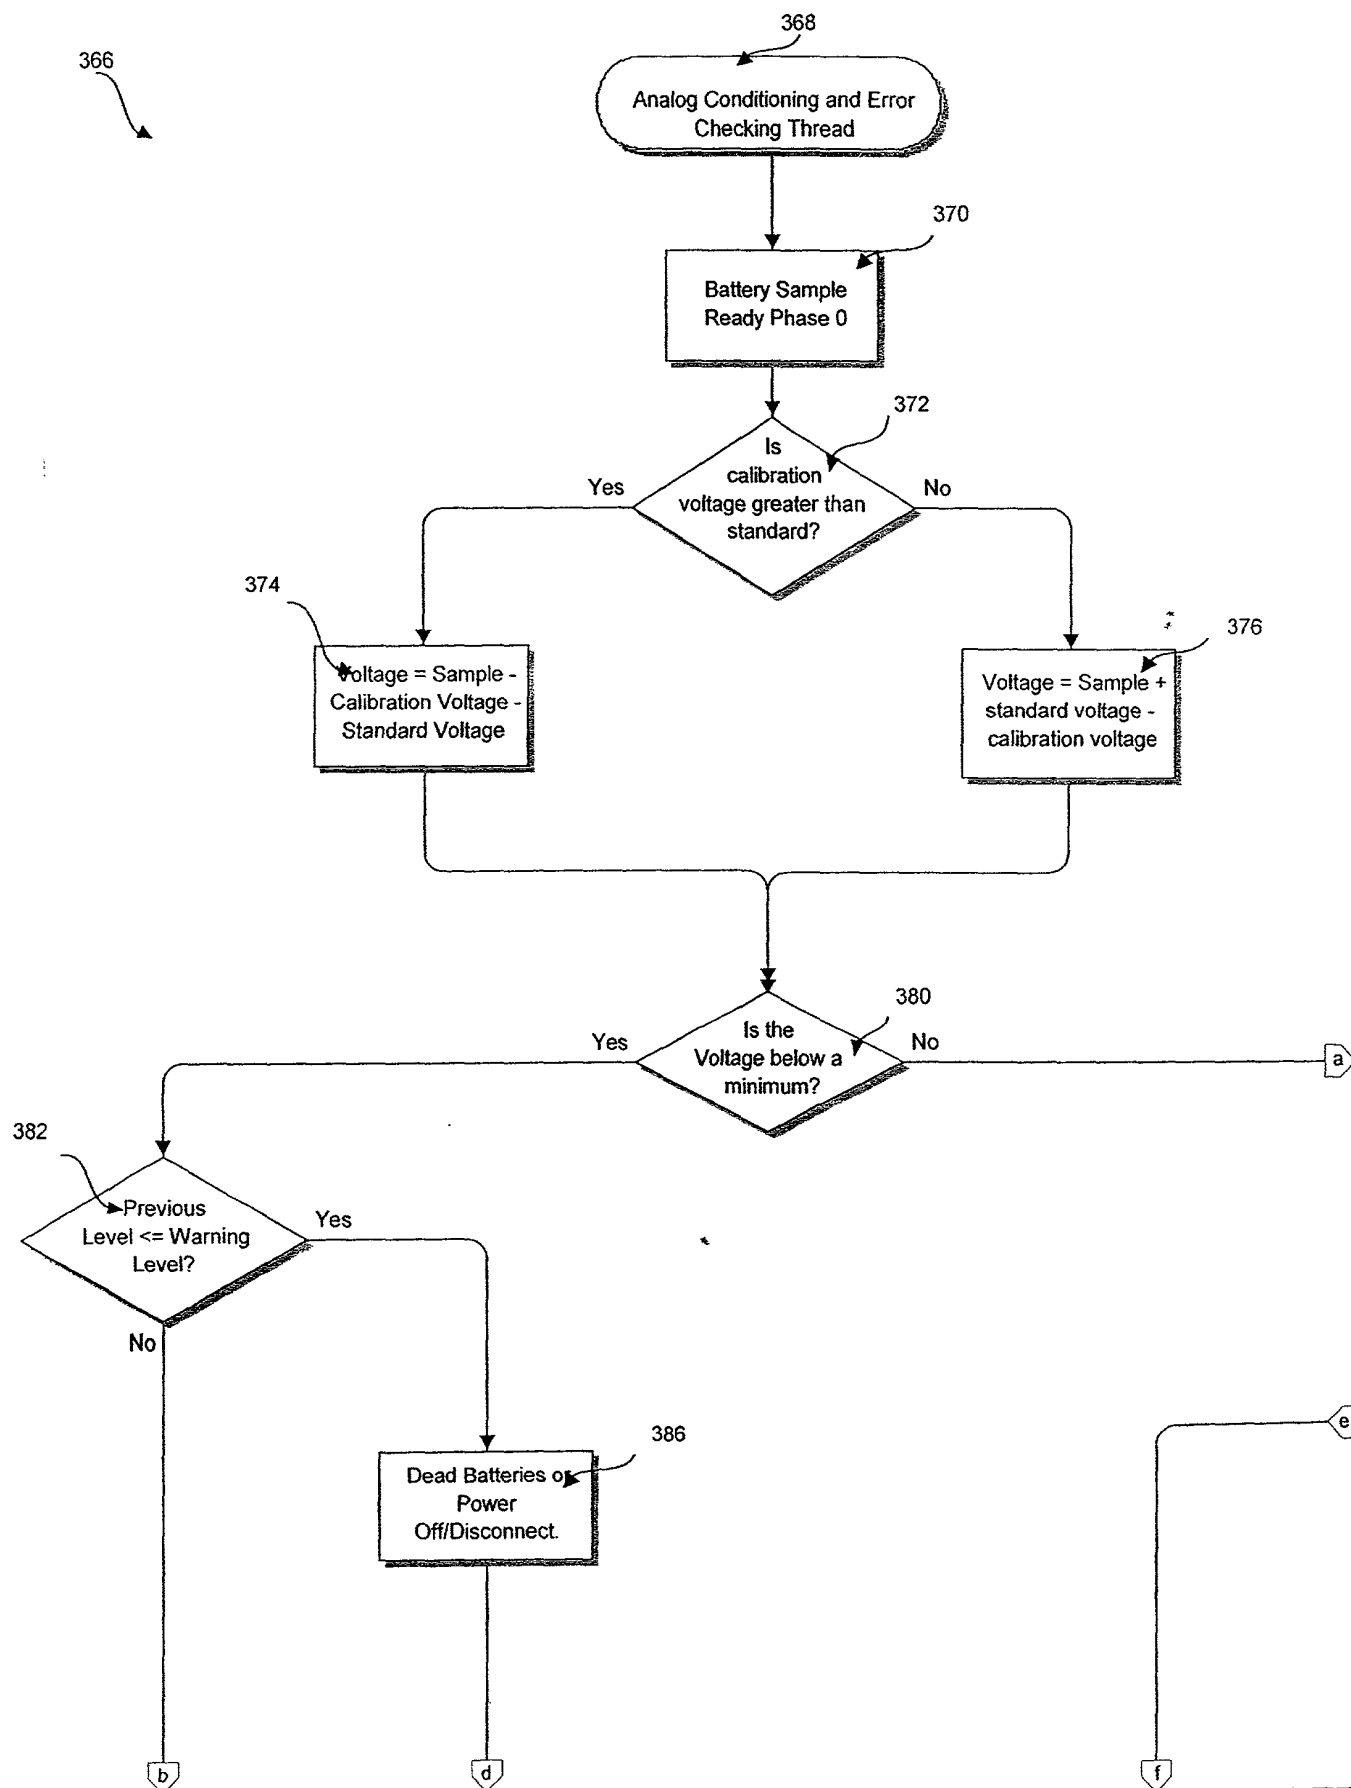 368
366
Analog Conditioning and Error
Checking Thread
370
Battery Sample
Ready Phase 0
372
Is
calibration
voltage greater than
standard?
Yes
No
374
376
Voltage = Sample -
Calibration Voltage -
Standard Voltage
Voltage = Sample +
standard voltage -
calibration voltage
380
Is the
Voltage below a
minimum?
Yes
No
a
382
Previous
Level <= Warning
Level?
Yes
No
386
Dead Batteries or
Power
Off/Disconnect.
e
b
d
f